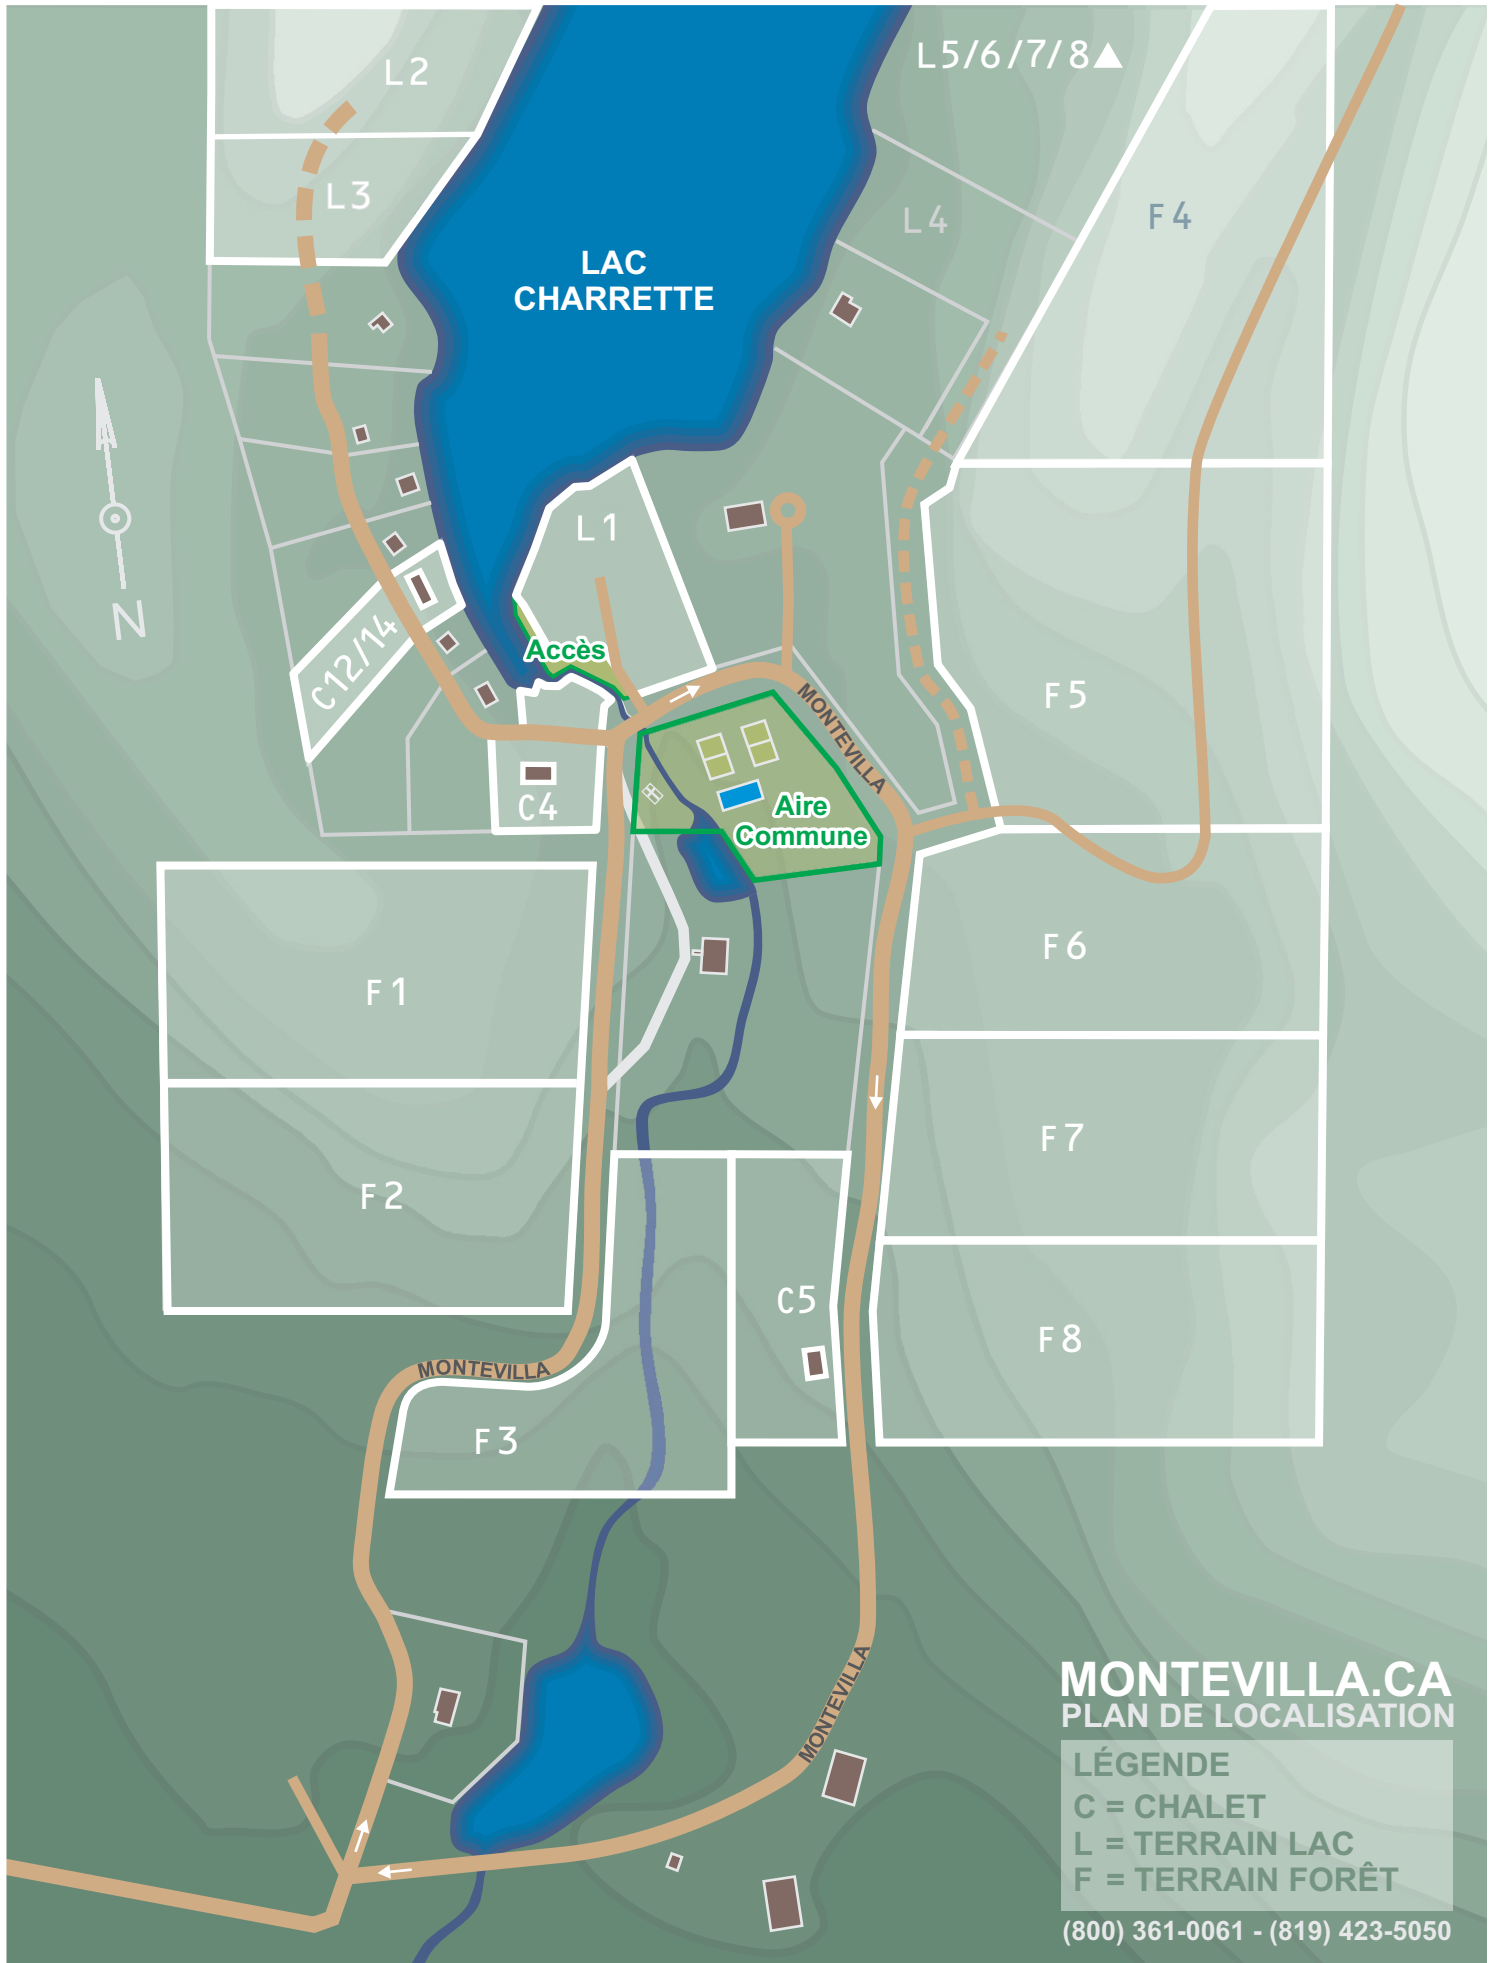 L5/6/7/8▲
L2
L3
L4
F4
LAC
CHARRETTE
L1
N
C12/14
Accès
MONTEVILLA
F5
C4
Aire
Commune
F1
F6
F2
F7
C5
F8
MONTEVILLA
F3
MONTEVILLA
MONTEVILLA.CA
PLAN DE LOCALISATION
LÉGENDE
C = CHALET
L = TERRAIN LAC
F = TERRAIN FORÊT
(800) 361-0061 - (819) 423-5050